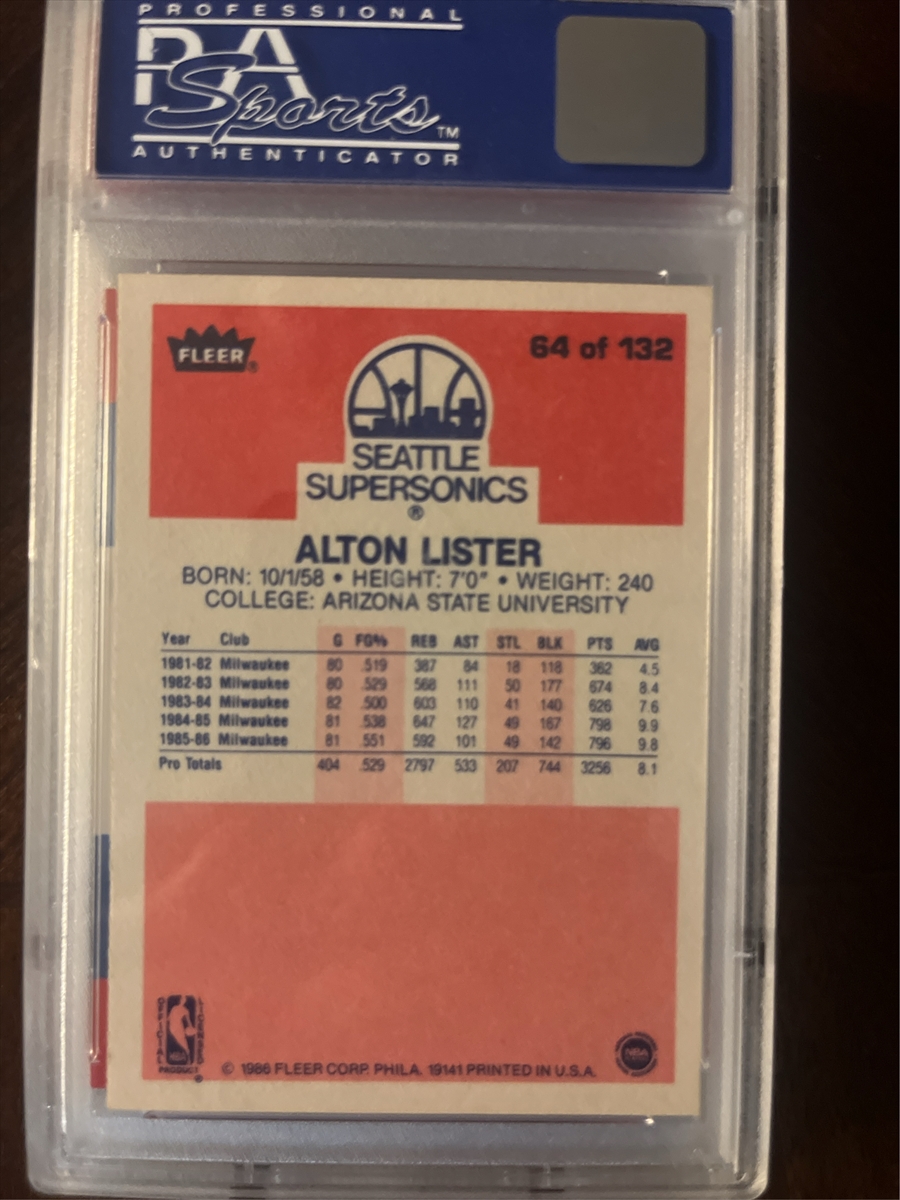 PROFESSIONAL
PSA
Sports™
AUTHENTICATOR
FLEER®
64 of 132
SEATTLE
SUPERSONICS
®
ALTON LISTER
BORN: 10/1/58 • HEIGHT: 7'0" • WEIGHT: 240
COLLEGE: ARIZONA STATE UNIVERSITY
Year Club G FG% REB AST STL BLK PTS AVG
1981-82 Milwaukee 80 .519 387 84 18 118 362 4.5
1982-83 Milwaukee 80 .529 568 111 50 177 674 8.4
1983-84 Milwaukee 82 .500 603 110 41 140 626 7.6
1984-85 Milwaukee 81 .538 647 127 49 167 798 9.9
1985-86 Milwaukee 81 .551 592 101 49 142 796 9.8
Pro Totals 404 .529 2797 533 207 744 3256 8.1
OFFICIAL LICENSED
PRODUCT ®
© 1986 FLEER CORP. PHILA. 19141 PRINTED IN U.S.A.
NBA